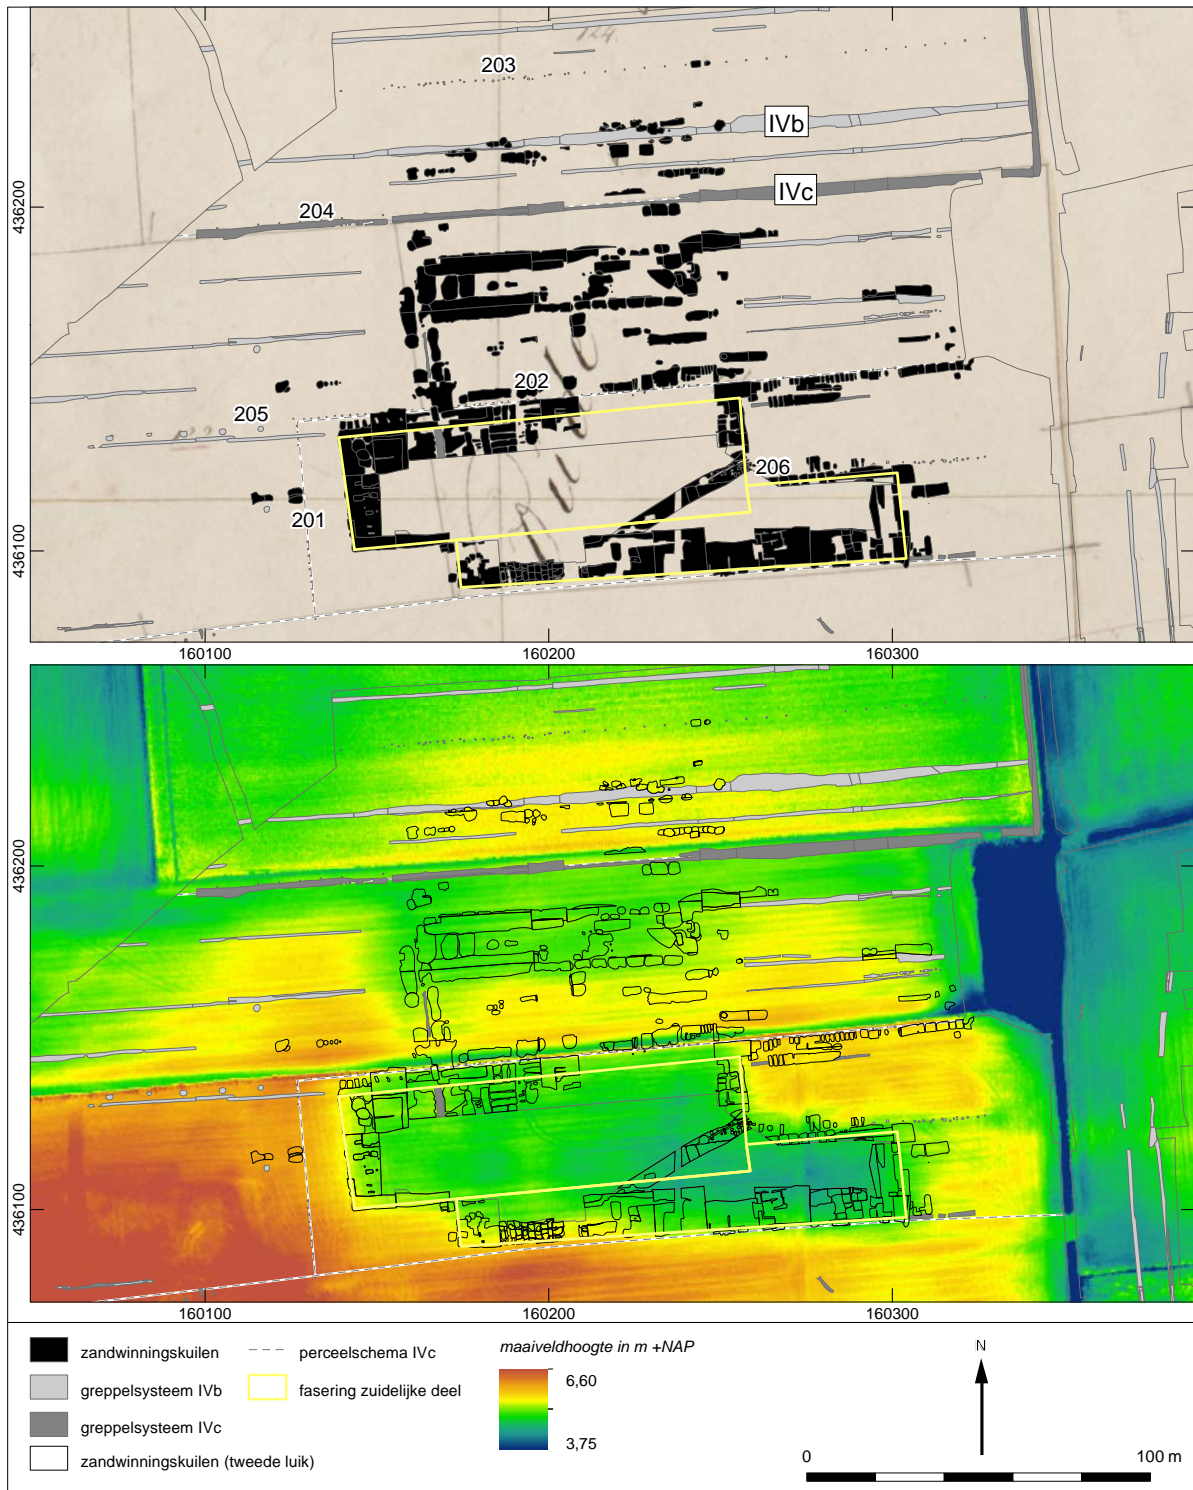 124.
203
IVb
436200
204
IVc
202
205
206
201
436100
160100
160200
160300
436200
436100
160100
160200
160300
zandwinningskuilen
perceelschema IVc
maaiveldhoogte in m +NAP
N
greppelsysteem IVb
fasering zuidelijke deel
6,60
greppelsysteem IVc
3,75
zandwinningskuilen (tweede luik)
0
100 m